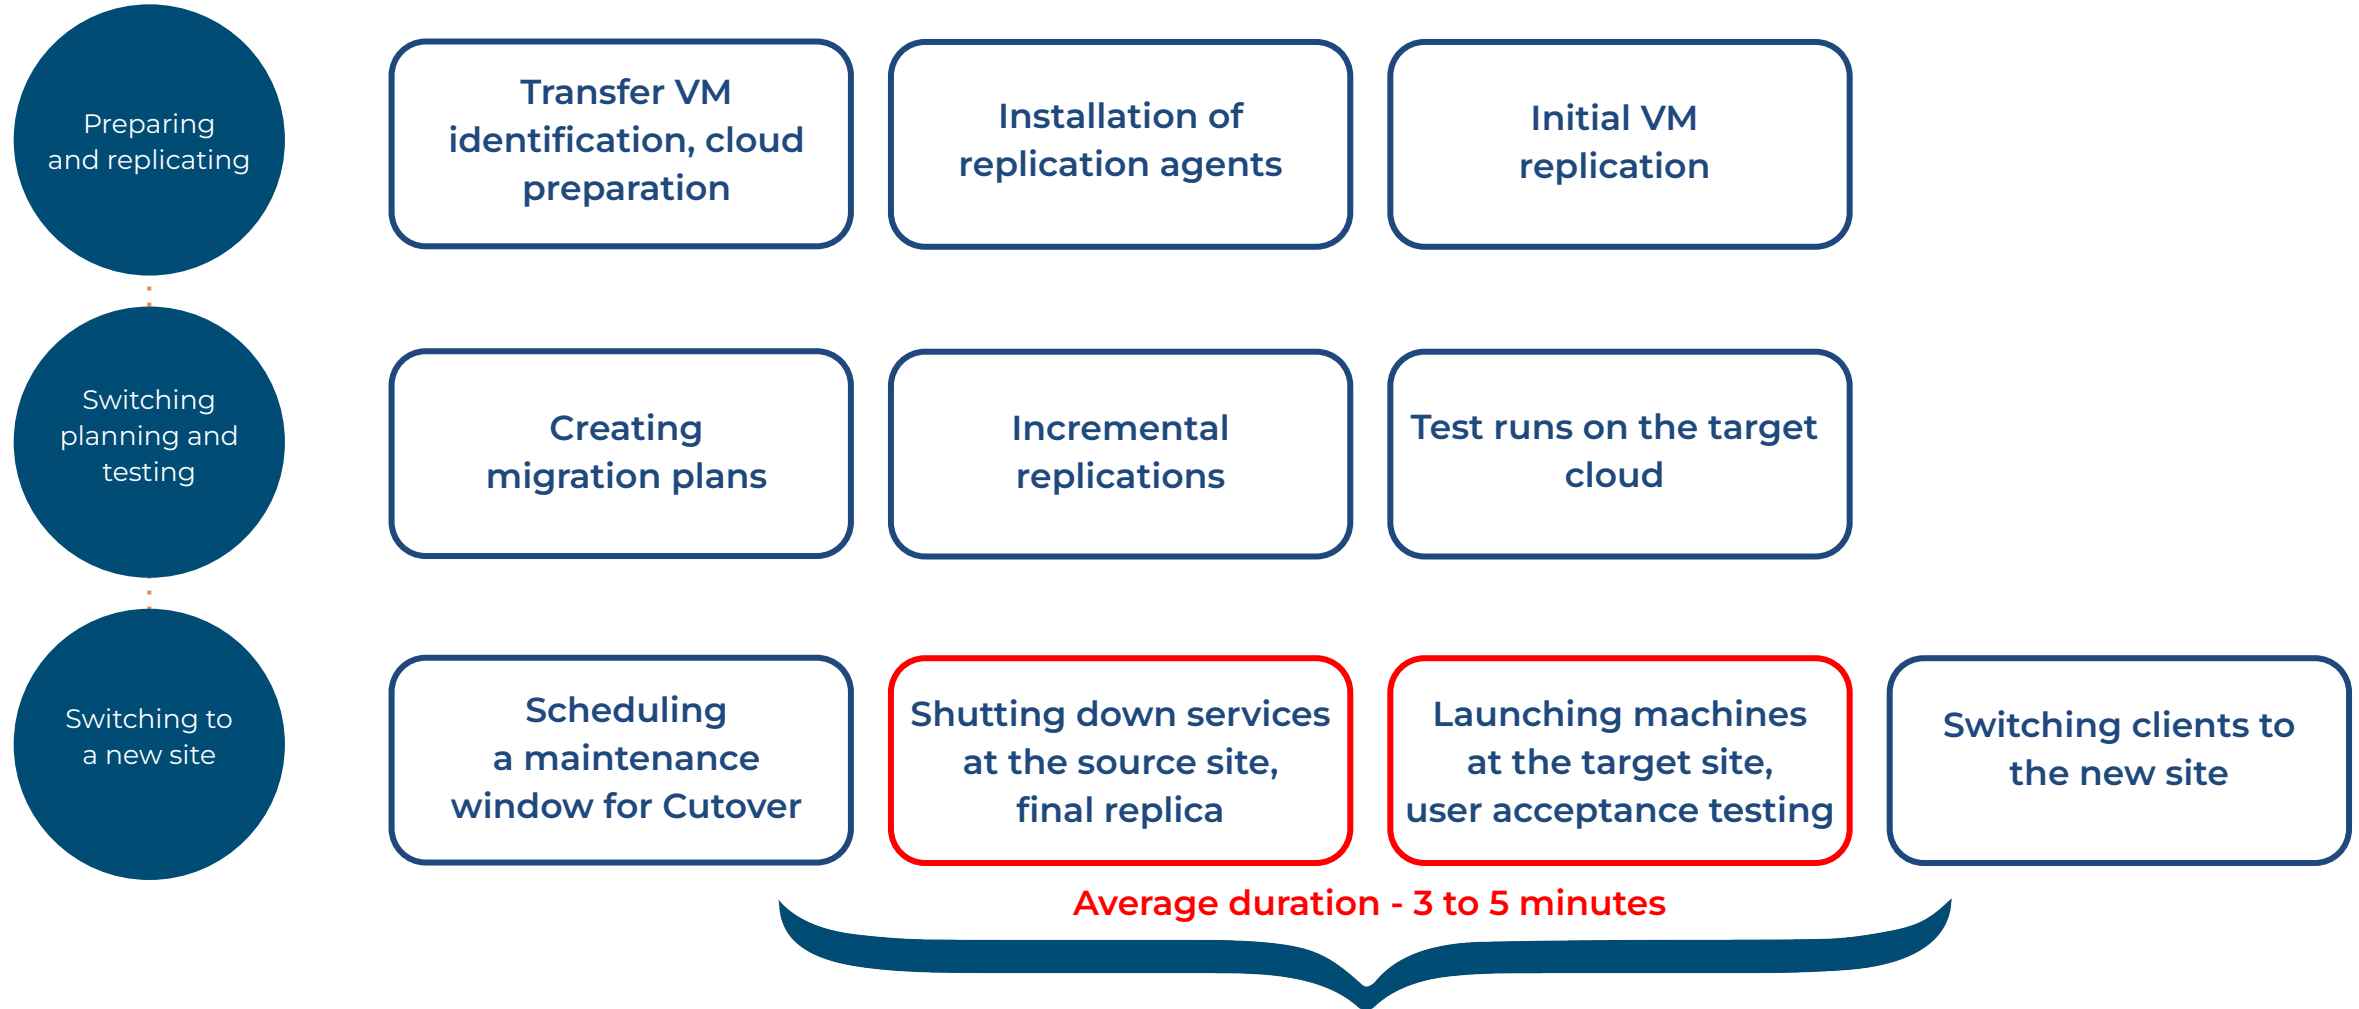 Preparing
and replicating
Transfer VM
identification, cloud
preparation
Installation of
replication agents
Initial VM
replication
Switching
planning and
testing
Creating
migration plans
Incremental
replications
Test runs on the target
cloud
Switching to
a new site
Scheduling
a maintenance
window for Cutover
Shutting down services
at the source site,
final replica
Launching machines
at the target site,
user acceptance testing
Switching clients to
the new site
Average duration - 3 to 5 minutes